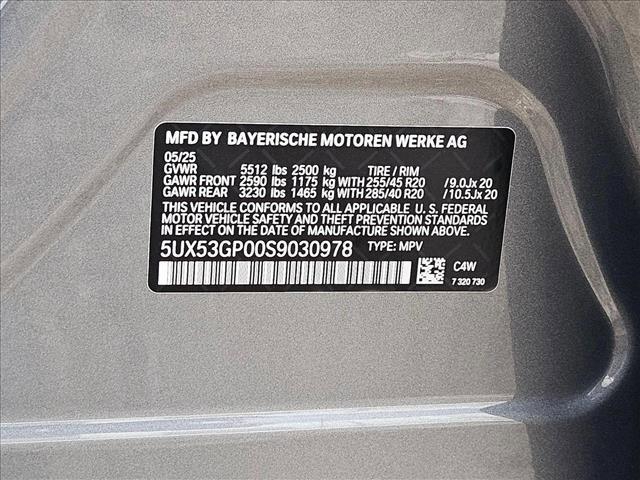 MFD BY BAYERISCHE MOTOREN WERKE AG
05/25
GVWR 5512 lbs 2500 kg TIRE / RIM
GAWR FRONT 2590 lbs 1175 kg WITH 255/45 R20 /9.0Jx 20
GAWR REAR 3230 lbs 1465 kg WITH 285/40 R20 /10.5Jx 20
THIS VEHICLE CONFORMS TO ALL APPLICABLE U. S. FEDERAL
MOTOR VEHICLE SAFETY AND THEFT PREVENTION STANDARDS
IN EFFECT ON THE DATE OF MANUFACTURE SHOWN ABOVE.
5UX53GP00S9030978 TYPE: MPV
C4W
7 320 730